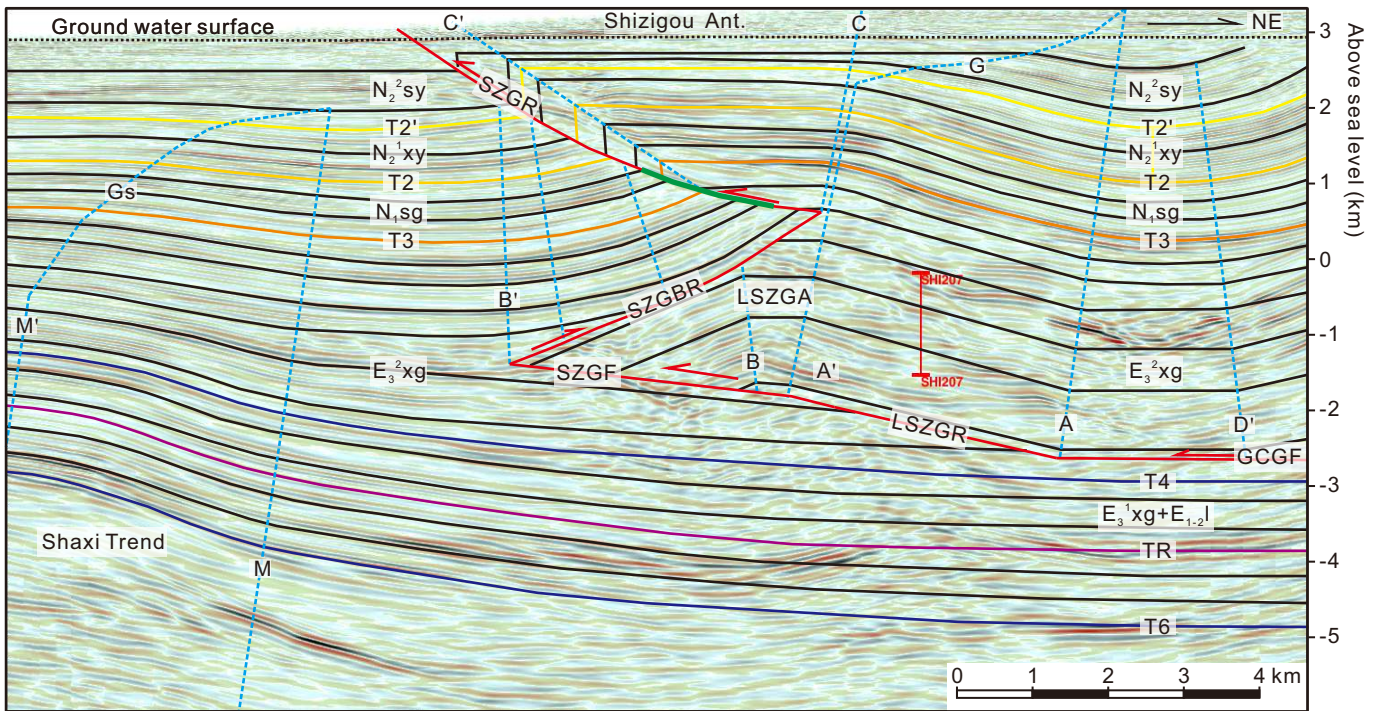 C'
Shizigou Ant.
C
NE
Ground water surface
3
Above sea level (km)
G
SZGR
N₂²sy
N₂²sy
2
T2'
T2'
N₂¹xy
N₂¹xy
T2
T2
1
Gs
N₁sg
N₁sg
T3
T3
0
SHI207
LSZGA
SZGBR
B'
M'
-1
B
A'
E₃²xg
SZGF
SHI207
E₃²xg
-2
LSZGR
A
D'
GCGF
T4
-3
E₃¹xg+E₁₋₂l
Shaxi Trend
TR
M
-4
T6
-5
0 1 2 3 4 km